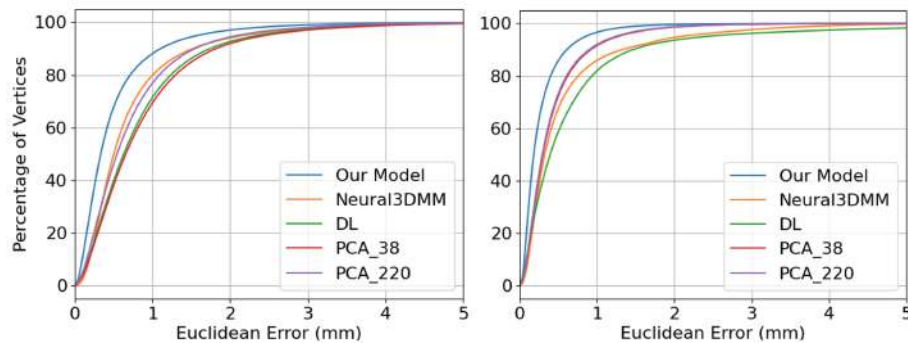 100
80
60
40
20
0
Percentage of Vertices
Our Model
Neural3DMM
DL
PCA_38
PCA_220
0 1 2 3 4 5
Euclidean Error (mm)
100
80
60
40
20
0
Our Model
Neural3DMM
DL
PCA_38
PCA_220
0 1 2 3 4 5
Euclidean Error (mm)